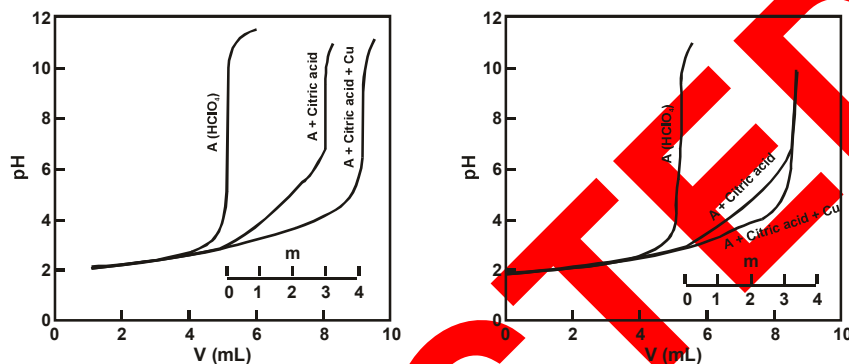 12
10
8
6
4
2
0
pH
A (HClO4)
A + Citric acid
A + Citric acid + Cu
m
0 1 2 3 4
0 2 4 6 8 10
V (mL)
12
10
8
6
4
2
0
pH
A (HClO4)
A + Citric acid
A + Citric acid + Cu
m
0 1 2 3 4
0 2 4 6 8 10
V (mL)